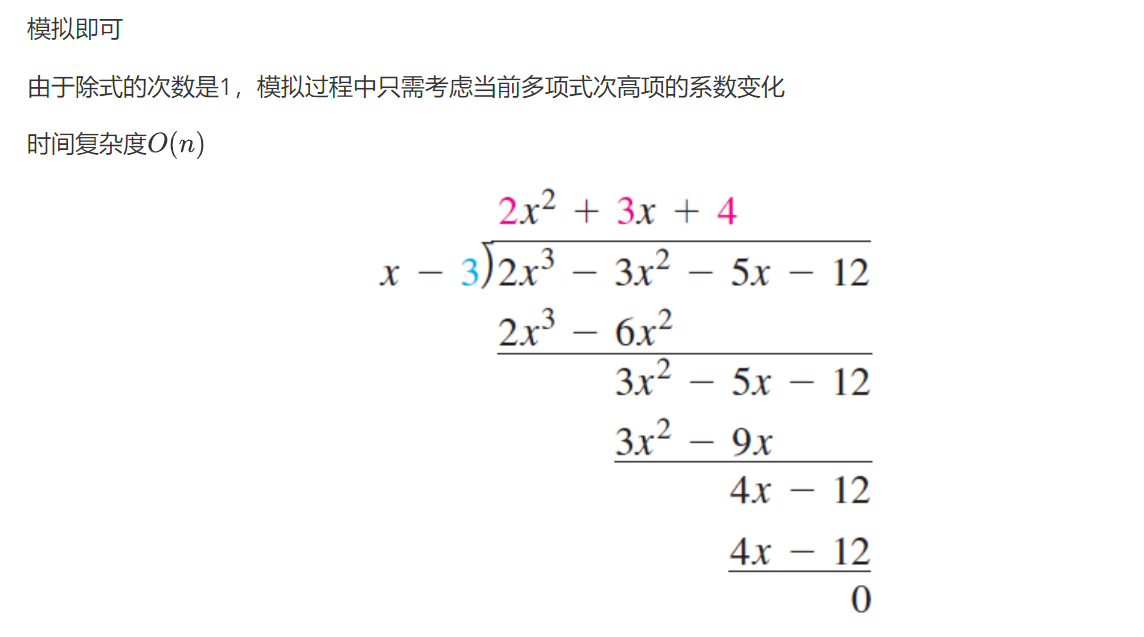 模拟即可
由于除式的次数是1，模拟过程中只需考虑当前多项式次高项的系数变化
时间复杂度O(n)
2x² + 3x + 4
x − 3)2x³ − 3x² − 5x − 12
2x³ − 6x²
3x² − 5x − 12
3x² − 9x
4x − 12
4x − 12
0